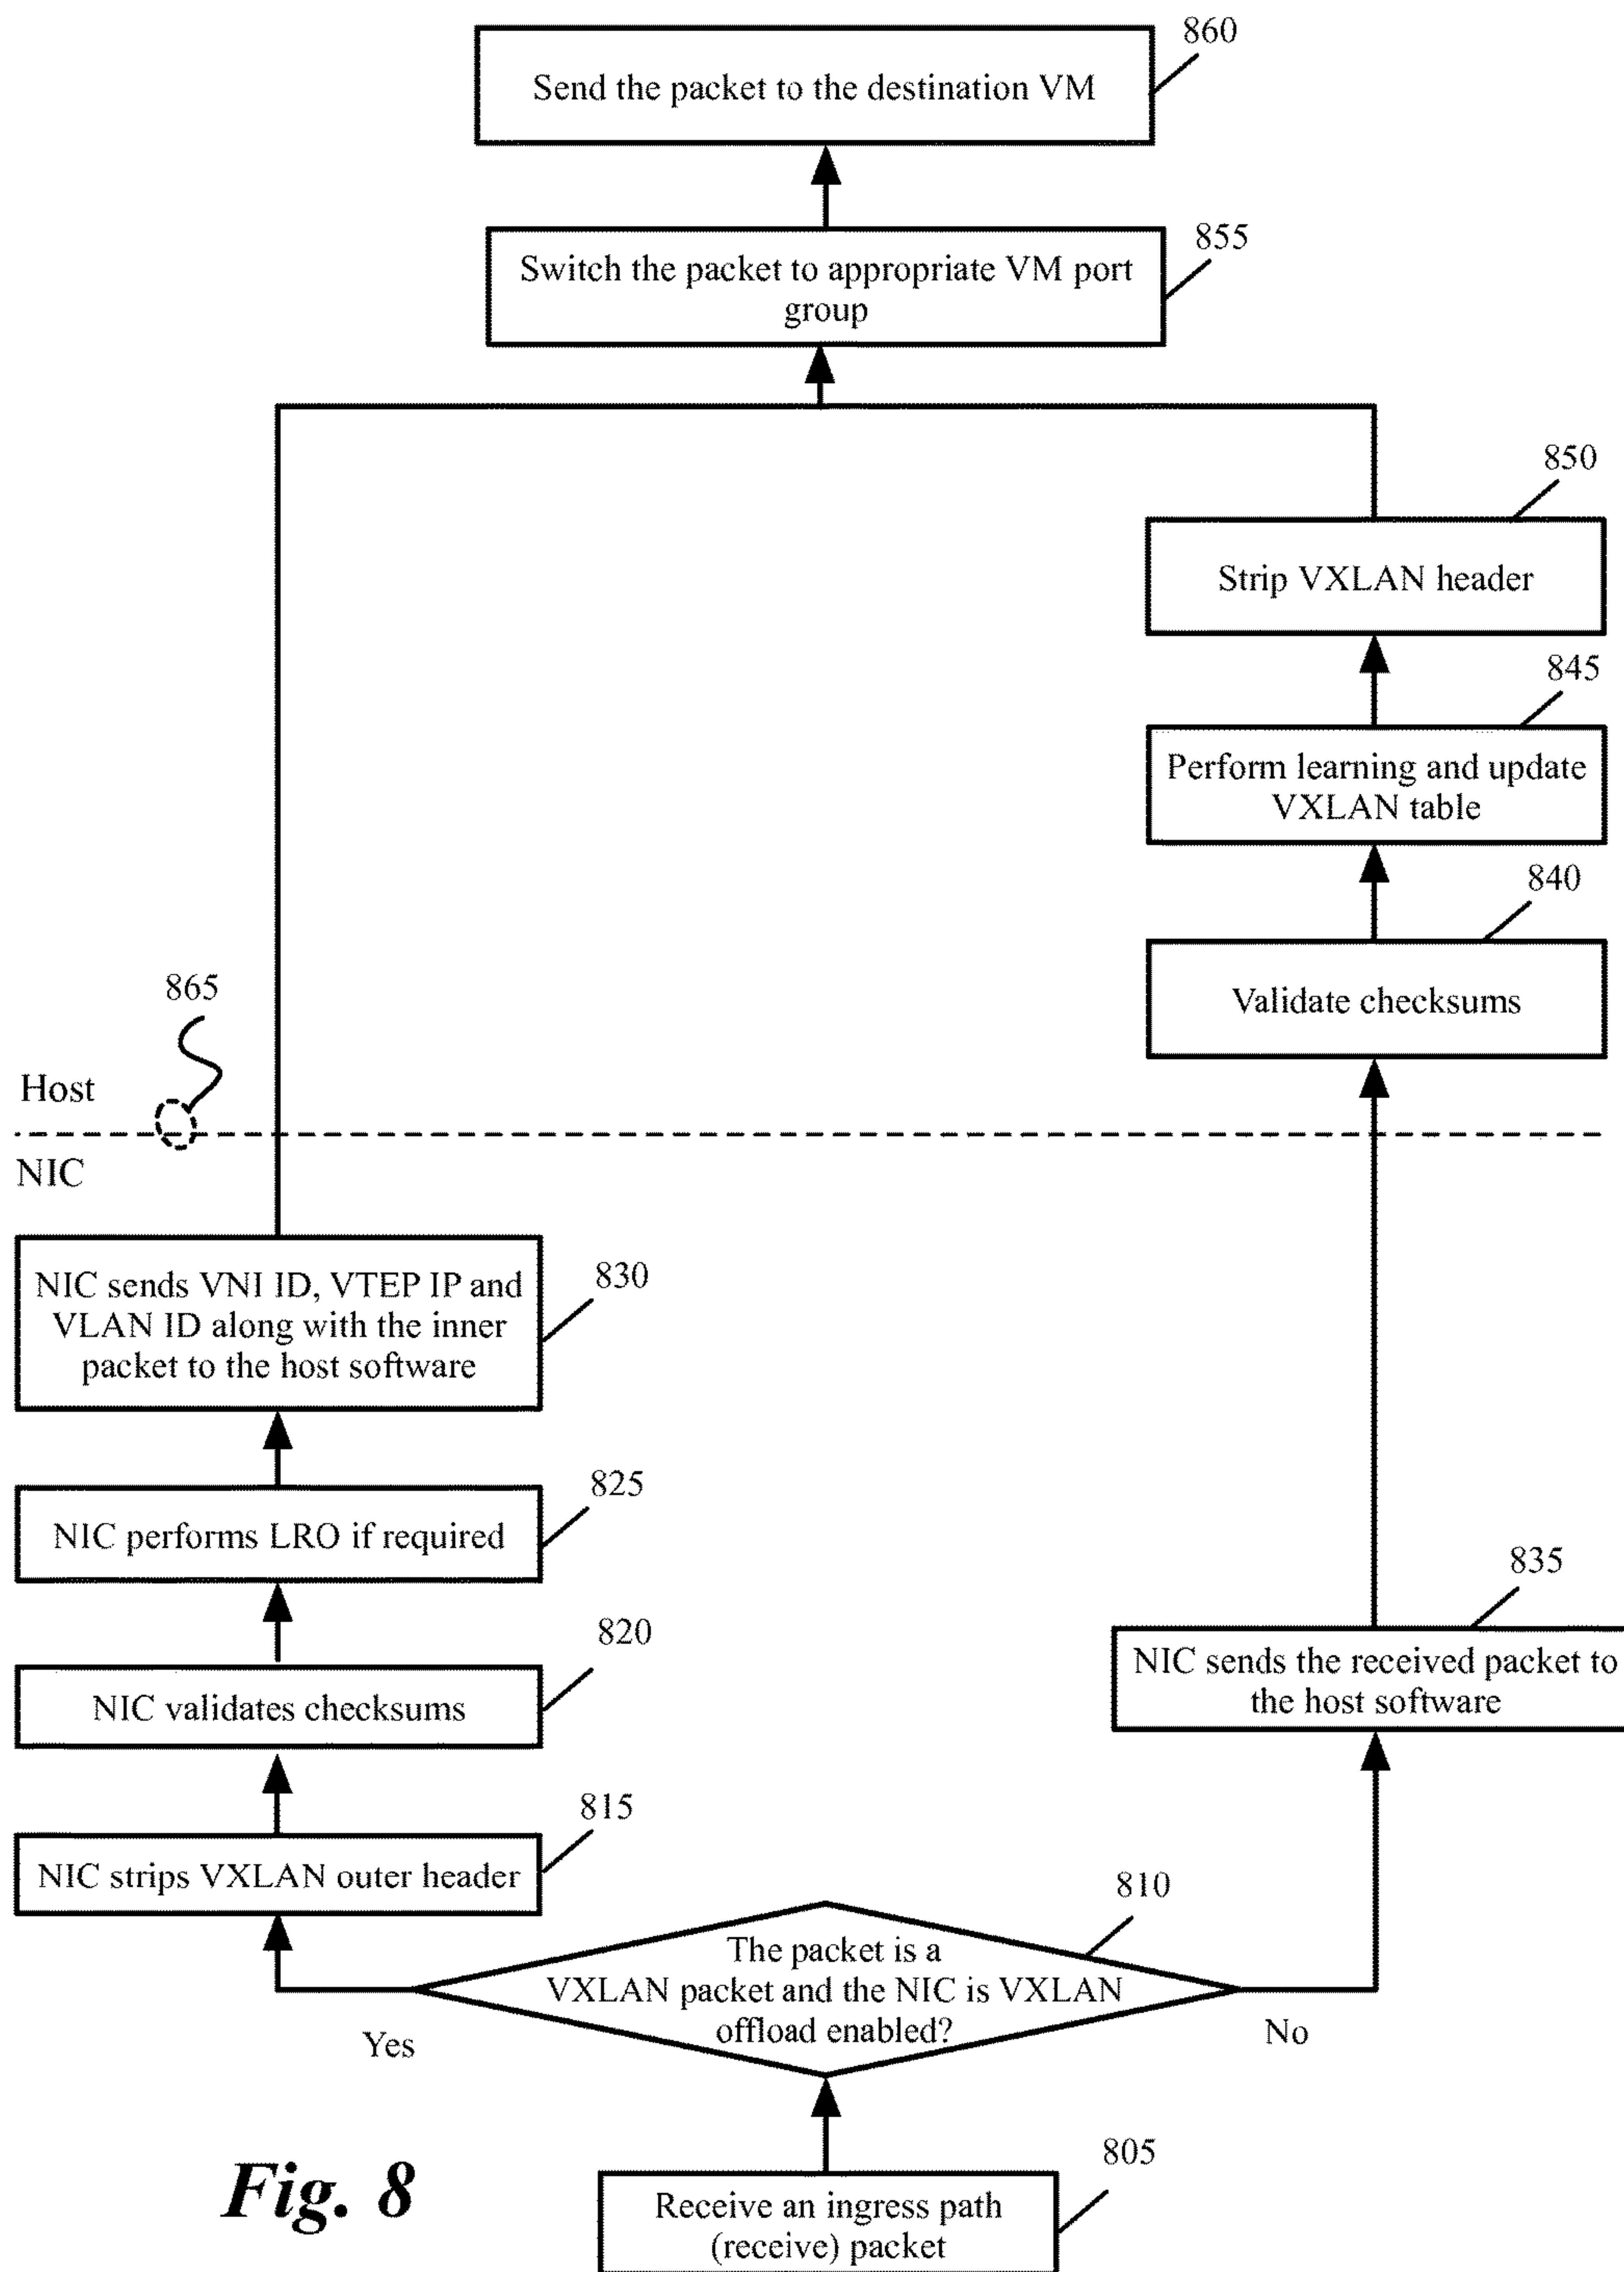 860
Send the packet to the destination VM
855
Switch the packet to appropriate VM port
group
850
Strip VXLAN header
845
Perform learning and update
VXLAN table
840
Validate checksums
865
Host
NIC
NIC sends VNI ID, VTEP IP and
VLAN ID along with the inner
packet to the host software
830
825
NIC performs LRO if required
835
NIC sends the received packet to
the host software
820
NIC validates checksums
815
NIC strips VXLAN outer header
810
The packet is a
VXLAN packet and the NIC is VXLAN
offload enabled?
Yes
No
805
Receive an ingress path
(receive) packet
Fig. 8